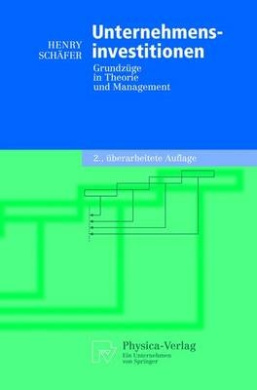 HENRY
SCHÄFER
Unternehmens-
investitionen
Grundzüge
in Theorie
und Management
2., überarbeitete Auflage
Physica-Verlag
Ein Unternehmen
von Springer